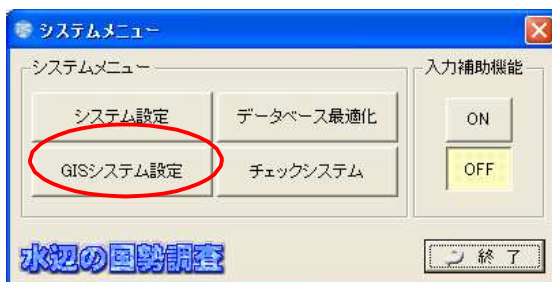 システムメニュー
システムメニュー
入力補助機能
システム設定
データベース最適化
ON
GISシステム設定
チェックシステム
OFF
水辺の国勢調査
終 了